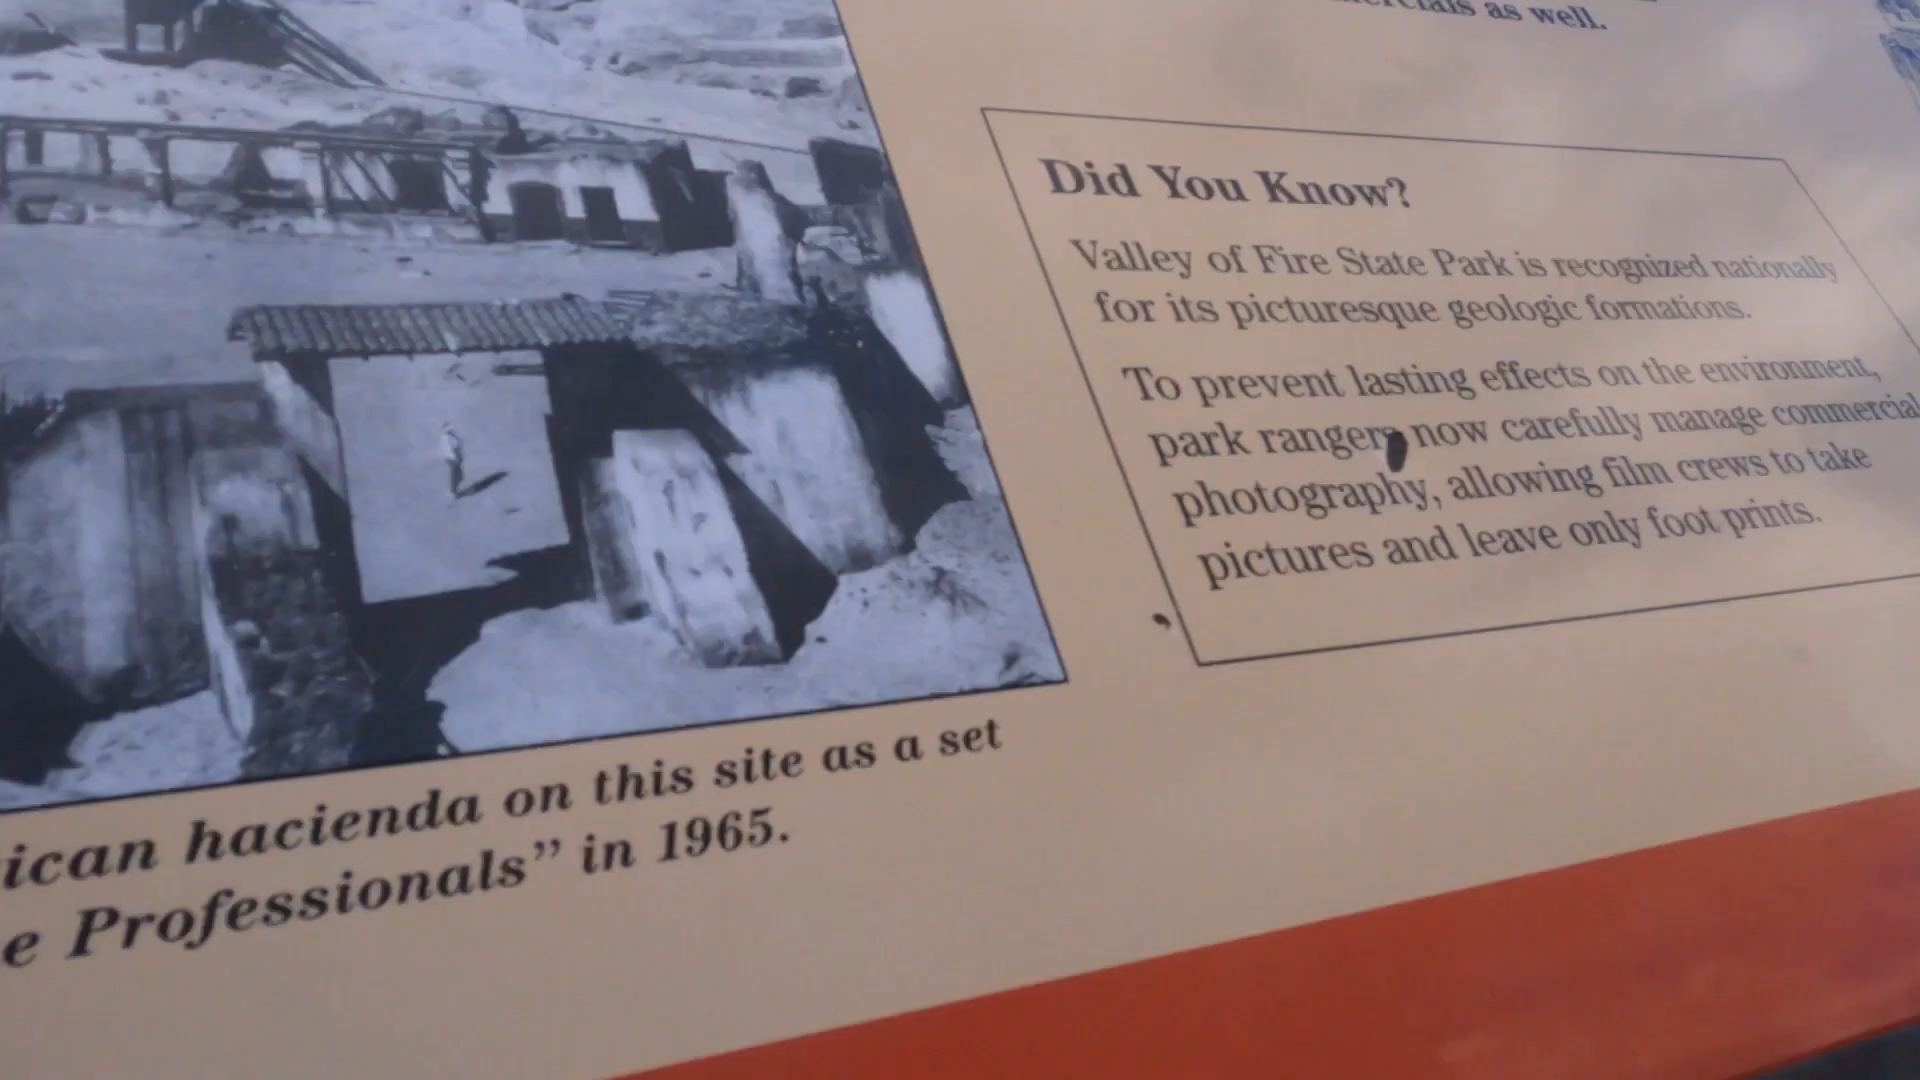 as well.
Did You Know?
Valley of Fire State Park is recognized nationally
for its picturesque geologic formations.
To prevent lasting effects on the environment,
park rangers now carefully manage commercial
photography, allowing film crews to take
pictures and leave only foot prints.
ican hacienda on this site as a set
e Professionals” in 1965.